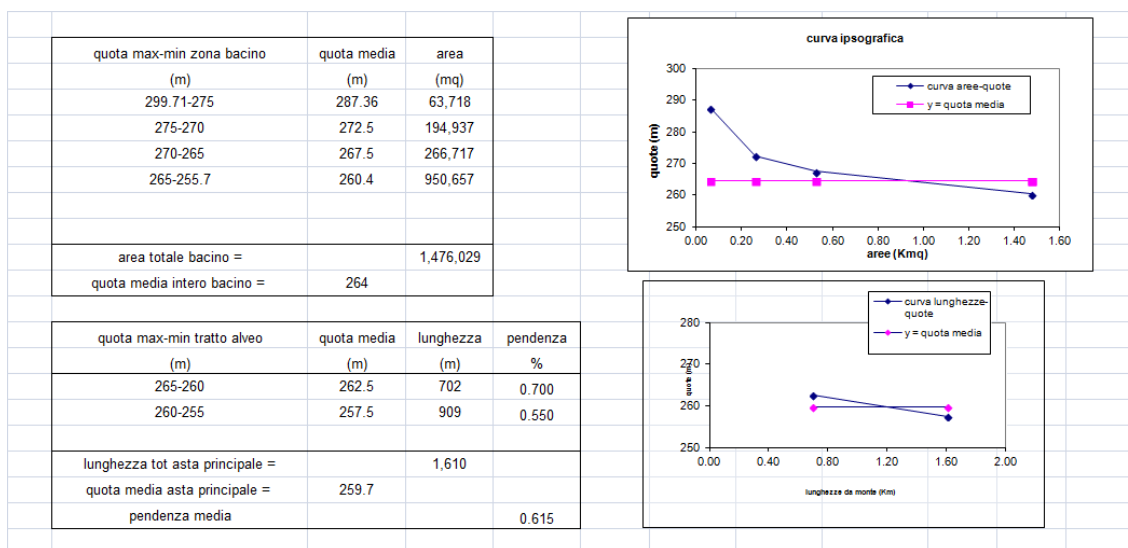 quota max-min zona bacino quota media area
(m) (m) (mq)
299.71-275 287.36 63,718
275-270 272.5 194,937
270-265 267.5 266,717
265-255.7 260.4 950,657
area totale bacino = 1,476,029
quota media intero bacino = 264
quota max-min tratto alveo quota media lunghezza pendenza
(m) (m) (m) %
265-260 262.5 702 0.700
260-255 257.5 909 0.550
lunghezza tot asta principale = 1,610
quota media asta principale = 259.7
pendenza media 0.615
curva ipsografica
curva aree-quote
y = quota media
quote (m)
300
290
280
270
260
250
0.00 0.20 0.40 0.60 0.80 1.00 1.20 1.40 1.60
aree (Kmq)
curva lunghezze-
quote
y = quota media
quote (m)
280
270
260
250
0.00 0.40 0.80 1.20 1.60 2.00
lunghezze da monte (Km)